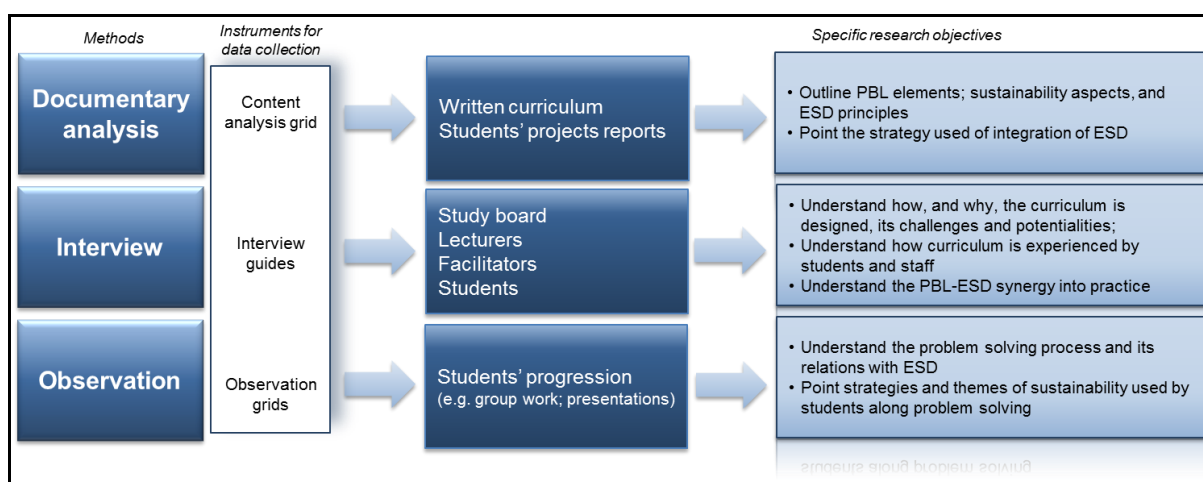 Methods
Instruments for
data collection
Specific research objectives
Documentary
analysis
Content
analysis grid
Written curriculum
Students’ projects reports
• Outline PBL elements; sustainability aspects, and
ESD principles
• Point the strategy used of integration of ESD
Interview
Interview
guides
Study board
Lecturers
Facilitators
Students
• Understand how, and why, the curriculum is
designed, its challenges and potentialities;
• Understand how curriculum is experienced by
students and staff
• Understand the PBL-ESD synergy into practice
Observation
Observation
grids
Students’ progression
(e.g. group work; presentations)
• Understand the problem solving process and its
relations with ESD
• Point strategies and themes of sustainability used by
students along problem solving